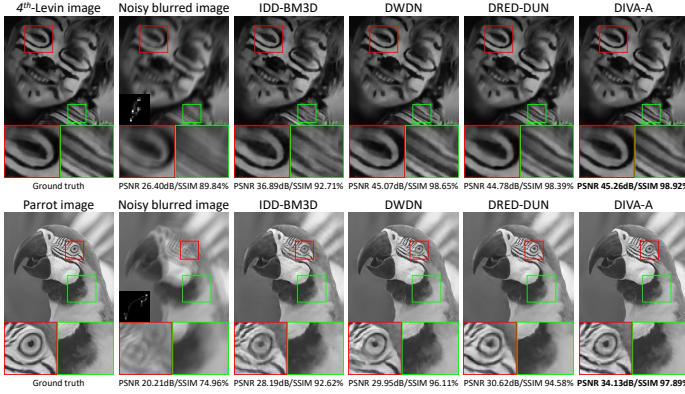 4th-Levin image Noisy blurred image IDD-BM3D DWDN DRED-DUN DIVA-A
Ground truth PSNR 26.40dB/SSIM 89.84% PSNR 36.89dB/SSIM 92.71% PSNR 45.07dB/SSIM 98.65% PSNR 44.78dB/SSIM 98.39% PSNR 45.26dB/SSIM 98.92%
Parrot image Noisy blurred image IDD-BM3D DWDN DRED-DUN DIVA-A
Ground truth PSNR 20.21dB/SSIM 74.96% PSNR 28.19dB/SSIM 92.62% PSNR 29.95dB/SSIM 96.11% PSNR 30.62dB/SSIM 94.58% PSNR 34.13dB/SSIM 97.89%